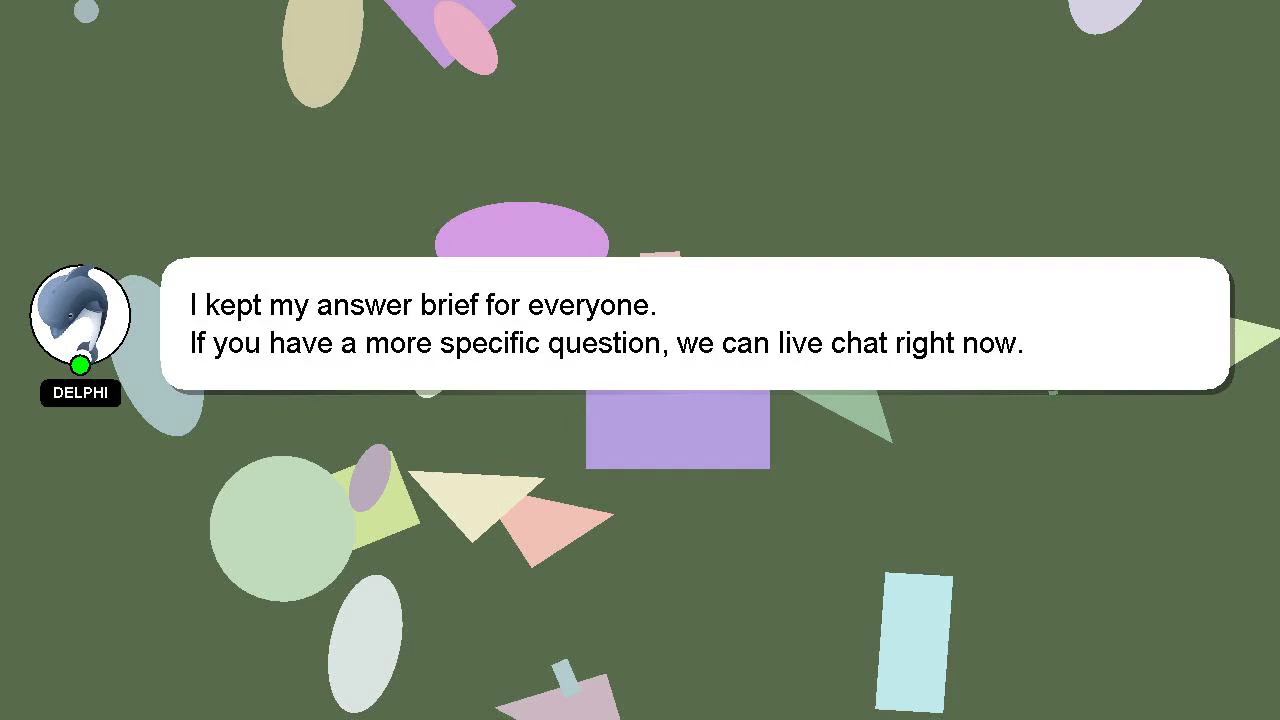 I kept my answer brief for everyone.
If you have a more specific question, we can live chat right now.
DELPHI